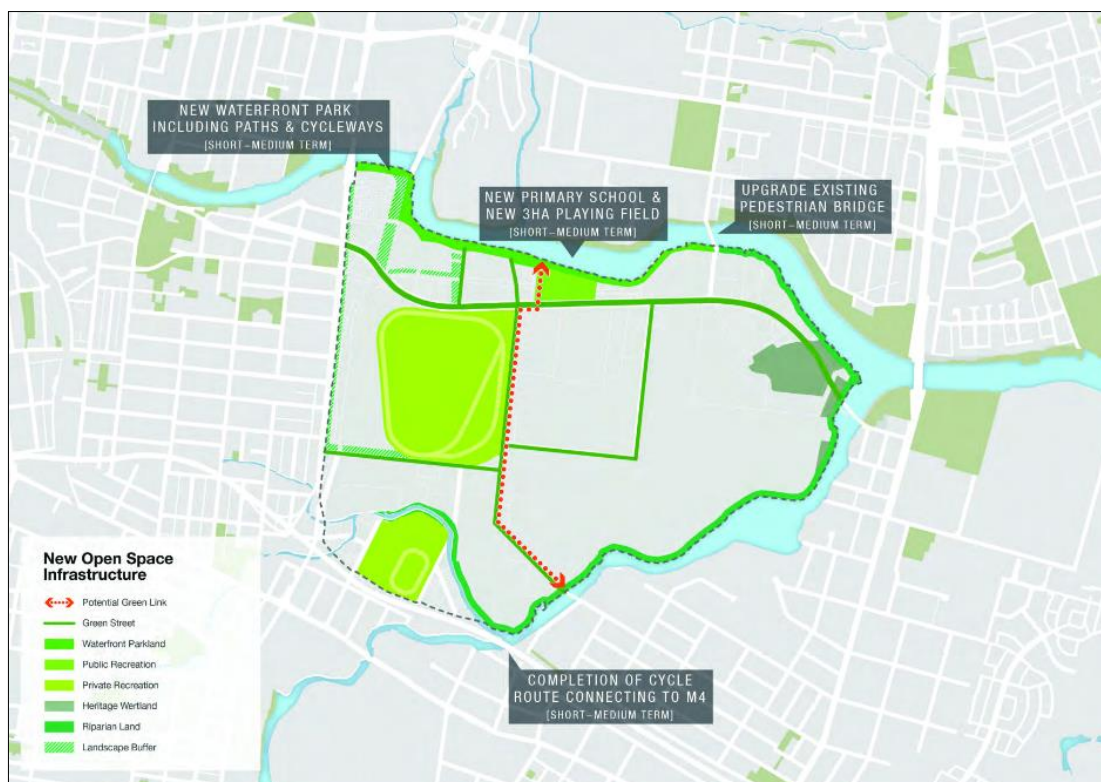 NEW WATERFRONT PARK
INCLUDING PATHS & CYCLEWAYS
[SHORT–MEDIUM TERM]
NEW PRIMARY SCHOOL &
NEW 3HA PLAYING FIELD
[SHORT–MEDIUM TERM]
UPGRADE EXISTING
PEDESTRIAN BRIDGE
[SHORT–MEDIUM TERM]
New Open Space
Infrastructure
Potential Green Link
Green Street
Waterfront Parkland
Public Recreation
Private Recreation
Heritage Wertland
Riparian Land
Landscape Buffer
COMPLETION OF CYCLE
ROUTE CONNECTING TO M4
[SHORT–MEDIUM TERM]